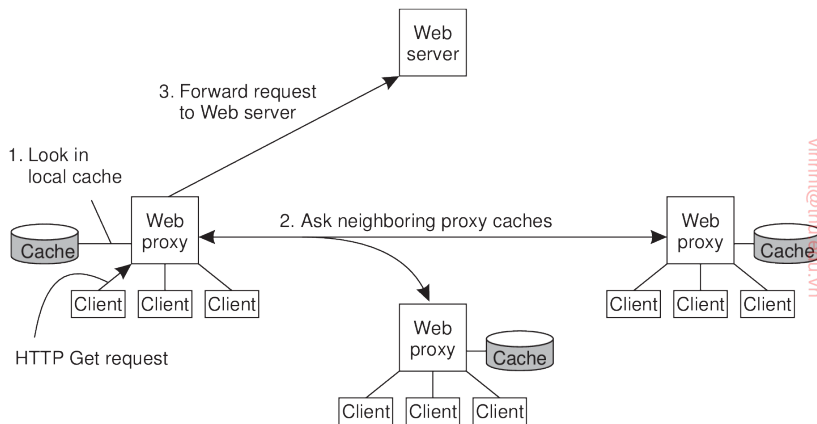 Web
server
3. Forward request
to Web server
1. Look in
local cache
Web
proxy
2. Ask neighboring proxy caches
Web
proxy
Cache
Cache
Client
Client
Client
Client
Client
Client
Web
proxy
HTTP Get request
Cache
Client
Client
Client